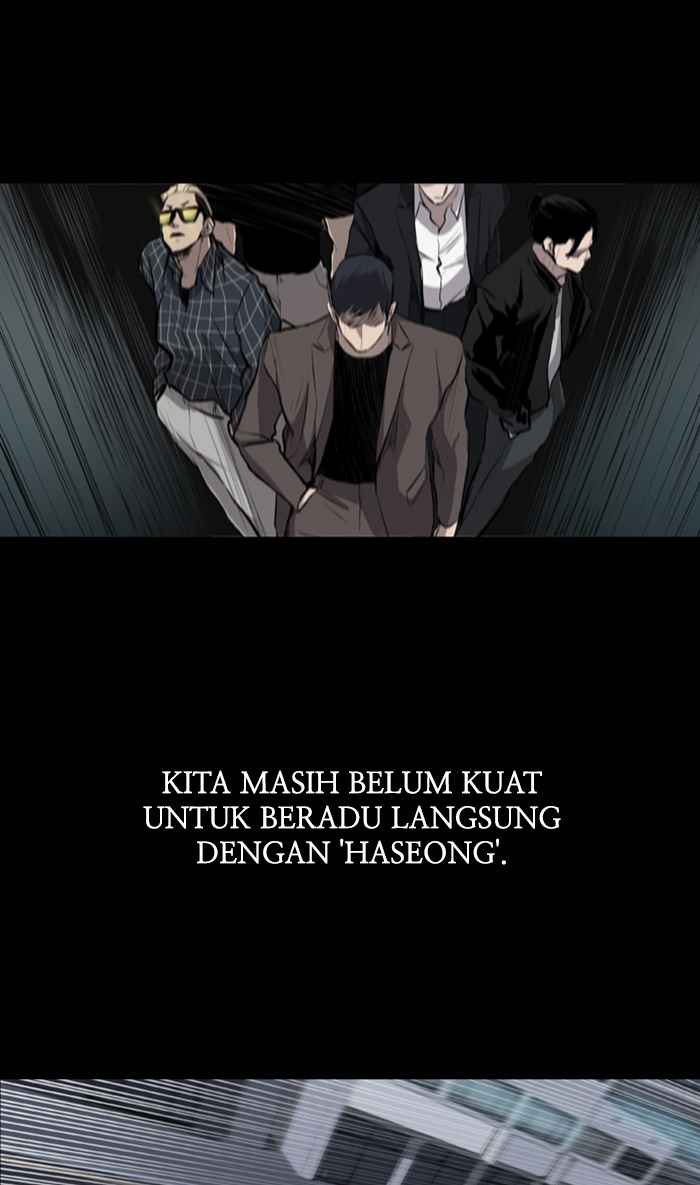 KITA MASIH BELUM KUAT
UNTUK BERADU LANGSUNG
DENGAN 'HASEONG'.